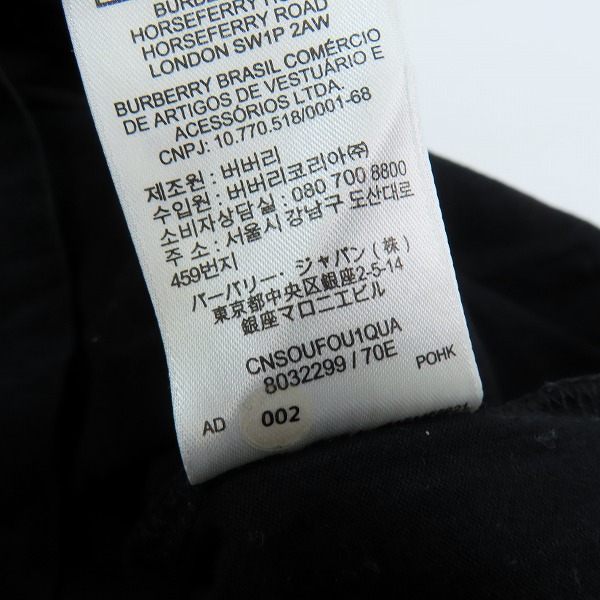 BURBERRY
HORSEFERRY HO
HORSEFERRY ROAD
LONDON SW1P 2AW
BURBERRY BRASIL COMÉRCIO
DE ARTIGOS DE VESTUÁRIO E
ACESSÓRIOS LTDA.
CNPJ: 10.770.518/0001-68
제조원 : 버버리
수입원 : 버버리코리아(주)
소비자상담실 : 080 700 8800
주 소 : 서울시 강남구 도산대로
459번지
バーバリー. ジャパン ( 株 )
東京都中央区銀座2-5-14
銀座マロニエビル
CNSOUFOU1QUA
8032299 / 70E
POHK
AD 002